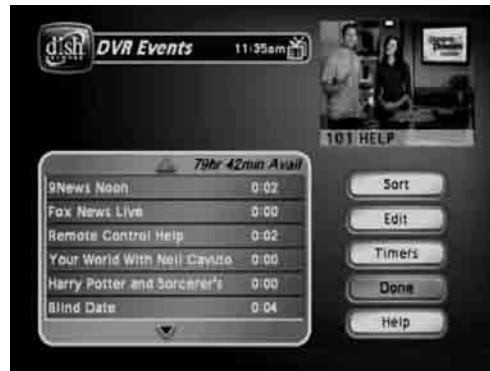 dish
NETWORK
DVR Events
11:35am
101 HELP
79hr 42min Avail
9News Noon 0:02
Fox News Live 0:00
Remote Control Help 0:02
Your World With Neil Cavuto 0:00
Harry Potter and Sorcerer's 0:00
Blind Date 0:04
Sort
Edit
Timers
Done
Help